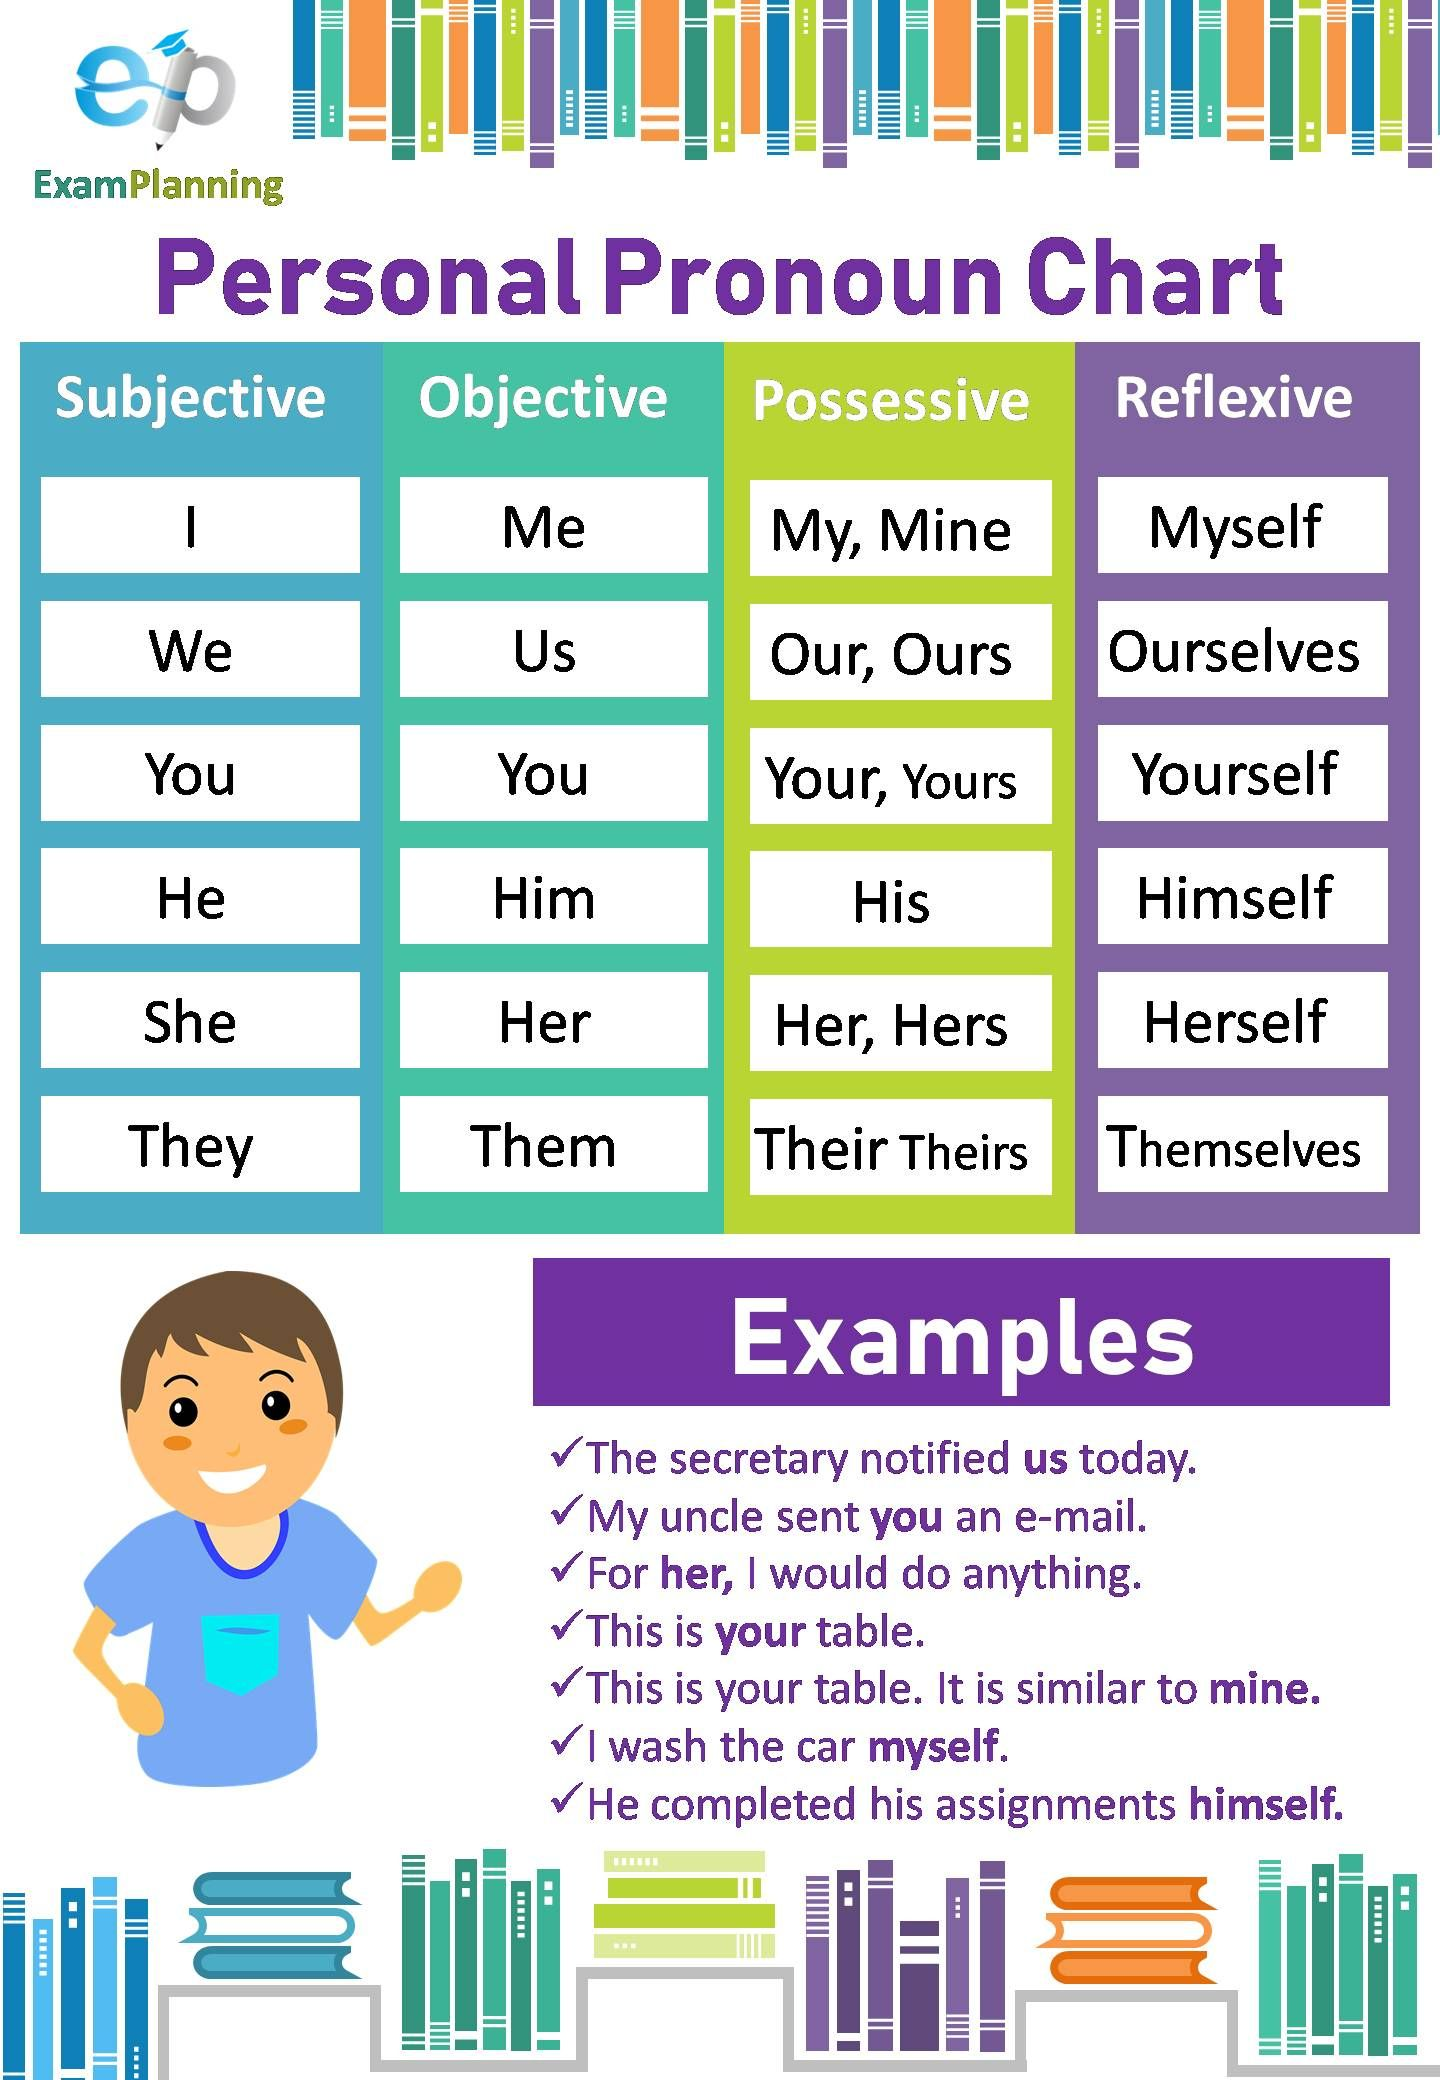 ep
ExamPlanning
Personal Pronoun Chart
Subjective Objective Possessive Reflexive
I Me My, Mine Myself
We Us Our, Ours Ourselves
You You Your, Yours Yourself
He Him His Himself
She Her Her, Hers Herself
They Them Their Theirs Themselves
Examples
✓The secretary notified us today.
✓My uncle sent you an e-mail.
✓For her, I would do anything.
✓This is your table.
✓This is your table. It is similar to mine.
✓I wash the car myself.
✓He completed his assignments himself.